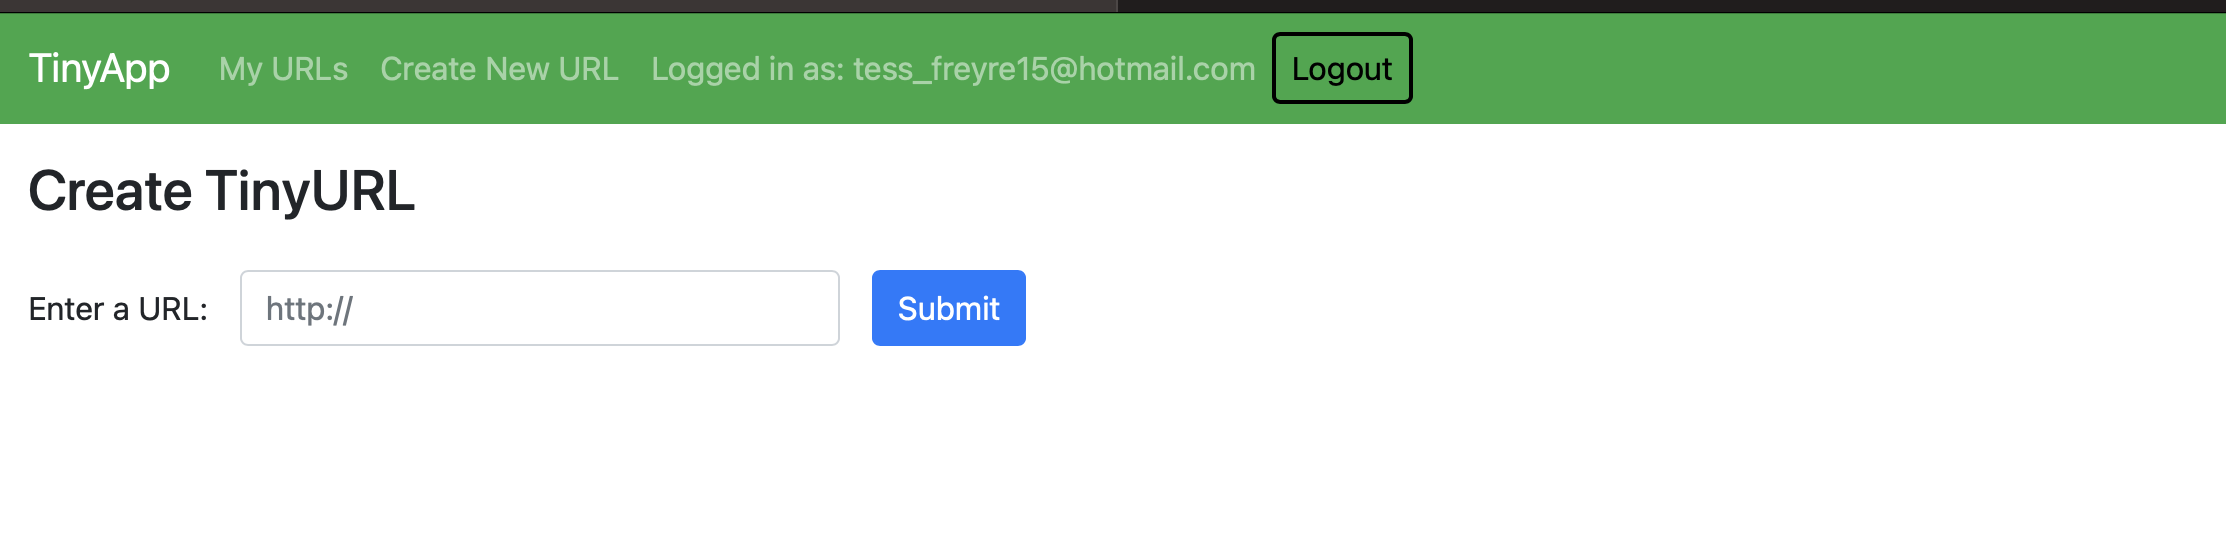 TinyApp My URLs Create New URL Logged in as: tess_freyre15@hotmail.com Logout
Create TinyURL
Enter a URL: http:// Submit